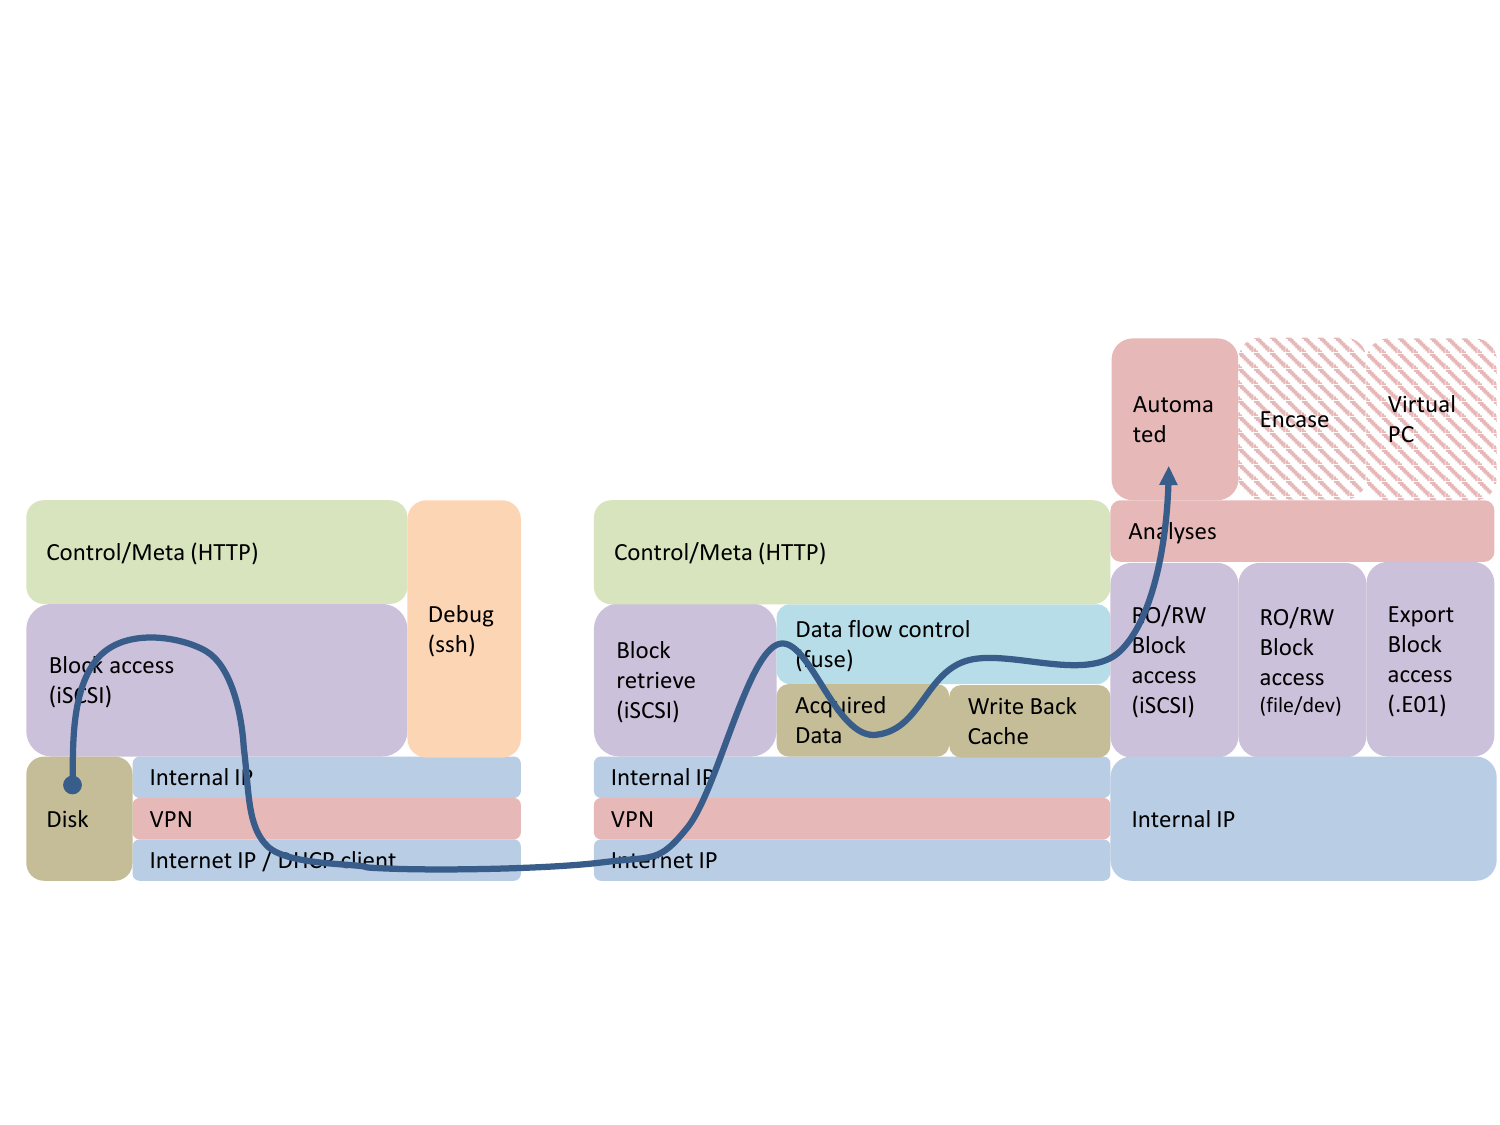 Control/Meta (HTTP)
Block access
(iSCSI)
Debug
(ssh)
Disk
Internal IP
VPN
Internet IP / DHCP client
Control/Meta (HTTP)
Block
retrieve
(iSCSI)
Data flow control
(fuse)
Acquired
Data
Write Back
Cache
Internal IP
VPN
Internet IP
Automa
ted
Encase
Virtual
PC
Analyses
RO/RW
Block
access
(iSCSI)
RO/RW
Block
access
(file/dev)
Export
Block
access
(.E01)
Internal IP